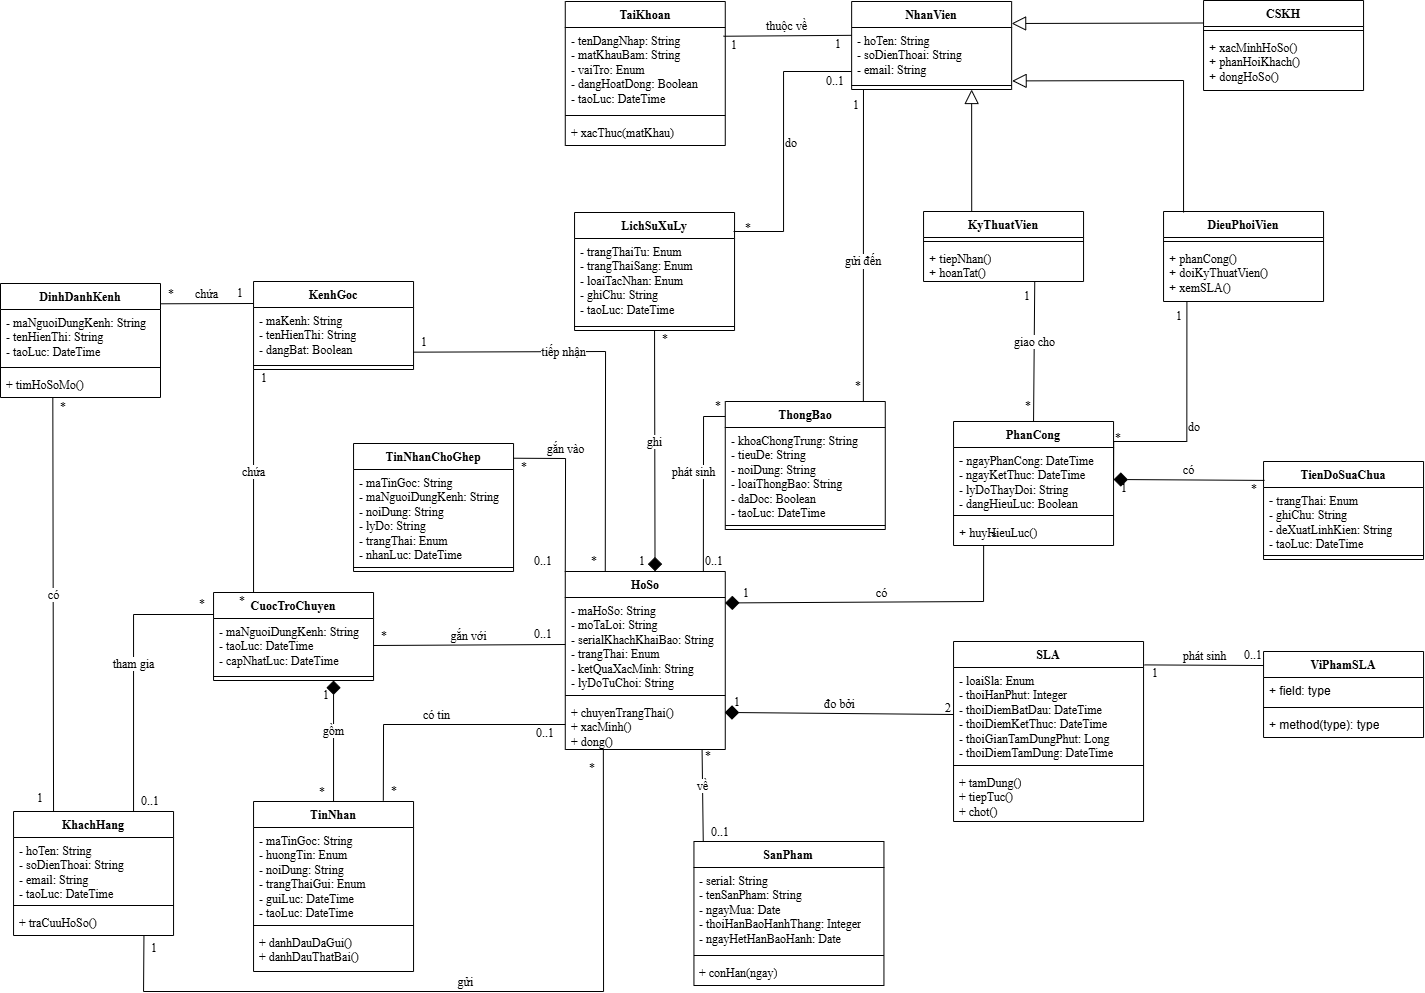 TaiKhoan
- tenDangNhap: String
- matKhauBam: String
- vaiTro: Enum
- dangHoatDong: Boolean
- taoLuc: DateTime
+ xacThuc(matKhau)
thuộc về
1
1
NhanVien
- hoTen: String
- soDienThoai: String
- email: String
0..1
1
CSKH
+ xacMinhHoSo()
+ phanHoiKhach()
+ dongHoSo()
do
LichSuXuLy
- trangThaiTu: Enum
- trangThaiSang: Enum
- loaiTacNhan: Enum
- ghiChu: String
- taoLuc: DateTime
*
*
gửi đến
KyThuatVien
+ tiepNhan()
+ hoanTat()
1
DieuPhoiVien
+ phanCong()
+ doiKyThuatVien()
+ xemSLA()
1
DinhDanhKenh
- maNguoiDungKenh: String
- tenHienThi: String
- taoLuc: DateTime
+ timHoSoMo()
*
chứa
1
*
KenhGoc
- maKenh: String
- tenHienThi: String
- dangBat: Boolean
1
1
tiếp nhận
giao cho
*
*
ThongBao
- khoaChongTrung: String
- tieuDe: String
- noiDung: String
- loaiThongBao: String
- daDoc: Boolean
- taoLuc: DateTime
*
phát sinh
0..1
ghi
1
PhanCong
- ngayPhanCong: DateTime
- ngayKetThuc: DateTime
- lyDoThayDoi: String
- dangHieuLuc: Boolean
+ huyHieuLuc()
*
do
*
1
có
*
TienDoSuaChua
- trangThai: Enum
- ghiChu: String
- deXuatLinhKien: String
- taoLuc: DateTime
TinNhanChoGhep
- maTinGoc: String
- maNguoiDungKenh: String
- noiDung: String
- lyDo: String
- trangThai: Enum
- nhanLuc: DateTime
gắn vào
*
0..1
*
chứa
*
có
CuocTroChuyen
- maNguoiDungKenh: String
- taoLuc: DateTime
- capNhatLuc: DateTime
*
tham gia
0..1
*
gắn với
0..1
1
gồm
*
HoSo
- maHoSo: String
- moTaLoi: String
- serialKhachKhaiBao: String
- trangThai: Enum
- ketQuaXacMinh: String
- lyDoTuChoi: String
+ chuyenTrangThai()
+ xacMinh()
+ dong()
1
có
1
đo bởi
2
SLA
- loaiSla: Enum
- thoiHanPhut: Integer
- thoiDiemBatDau: DateTime
- thoiDiemKetThuc: DateTime
- thoiGianTamDungPhut: Long
- thoiDiemTamDung: DateTime
+ tamDung()
+ tiepTuc()
+ chot()
1
phát sinh
0..1
ViPhamSLA
+ field: type
+ method(type): type
có tin
0..1
*
*
*
về
0..1
1
KhachHang
- hoTen: String
- soDienThoai: String
- email: String
- taoLuc: DateTime
+ traCuuHoSo()
1
gửi
TinNhan
- maTinGoc: String
- huongTin: Enum
- noiDung: String
- trangThaiGui: Enum
- guiLuc: DateTime
- taoLuc: DateTime
+ danhDauDaGui()
+ danhDauThatBai()
SanPham
- serial: String
- tenSanPham: String
- ngayMua: Date
- thoiHanBaoHanhThang: Integer
- ngayHetHanBaoHanh: Date
+ conHan(ngay)